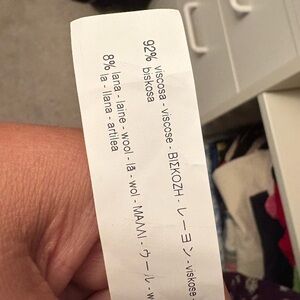 92% viscosa - viscose - ΒΙΣΚΟΖΗ - レーヨン - viskose -
biskosa
8% lana - laine - wool - lã - wol - ΜΑΛΛΙ - ウール - w
la - llana - artilea